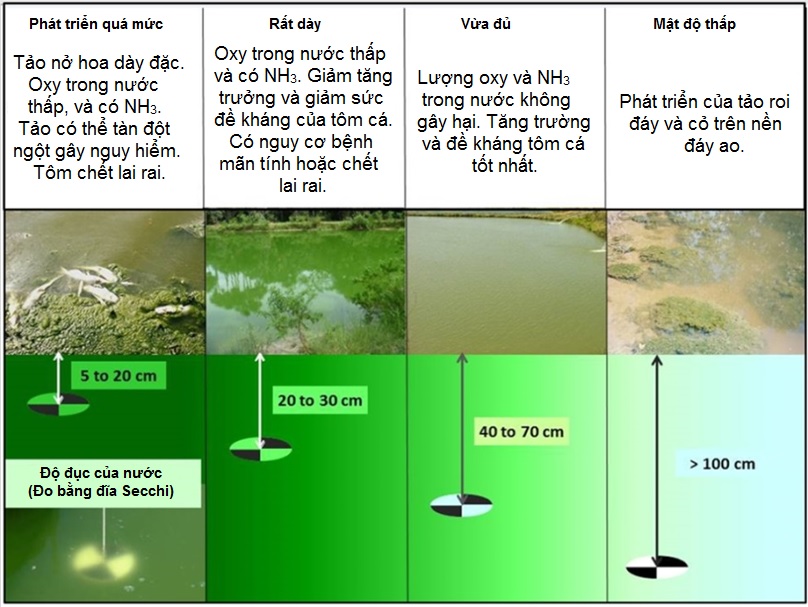 Phát triển quá mức
Tảo nở hoa dày đặc.
Oxy trong nước
thấp, và có NH₃.
Tảo có thể tàn đột
ngột gây nguy hiểm.
Tôm chết lai rai.
Rất dày
Oxy trong nước thấp
và có NH₃. Giảm tăng
trưởng và giảm sức
đề kháng của tôm cá.
Có nguy cơ bệnh
mãn tính hoặc chết
lai rai.
Vừa đủ
Lượng oxy và NH₃
trong nước không
gây hại. Tăng trường
và đề kháng tôm cá
tốt nhất.
Mật độ thấp
Phát triển của tảo roi
đáy và cỏ trên nền
đáy ao.
5 to 20 cm
20 to 30 cm
40 to 70 cm
> 100 cm
Độ đục của nước
(Đo bằng đĩa Secchi)